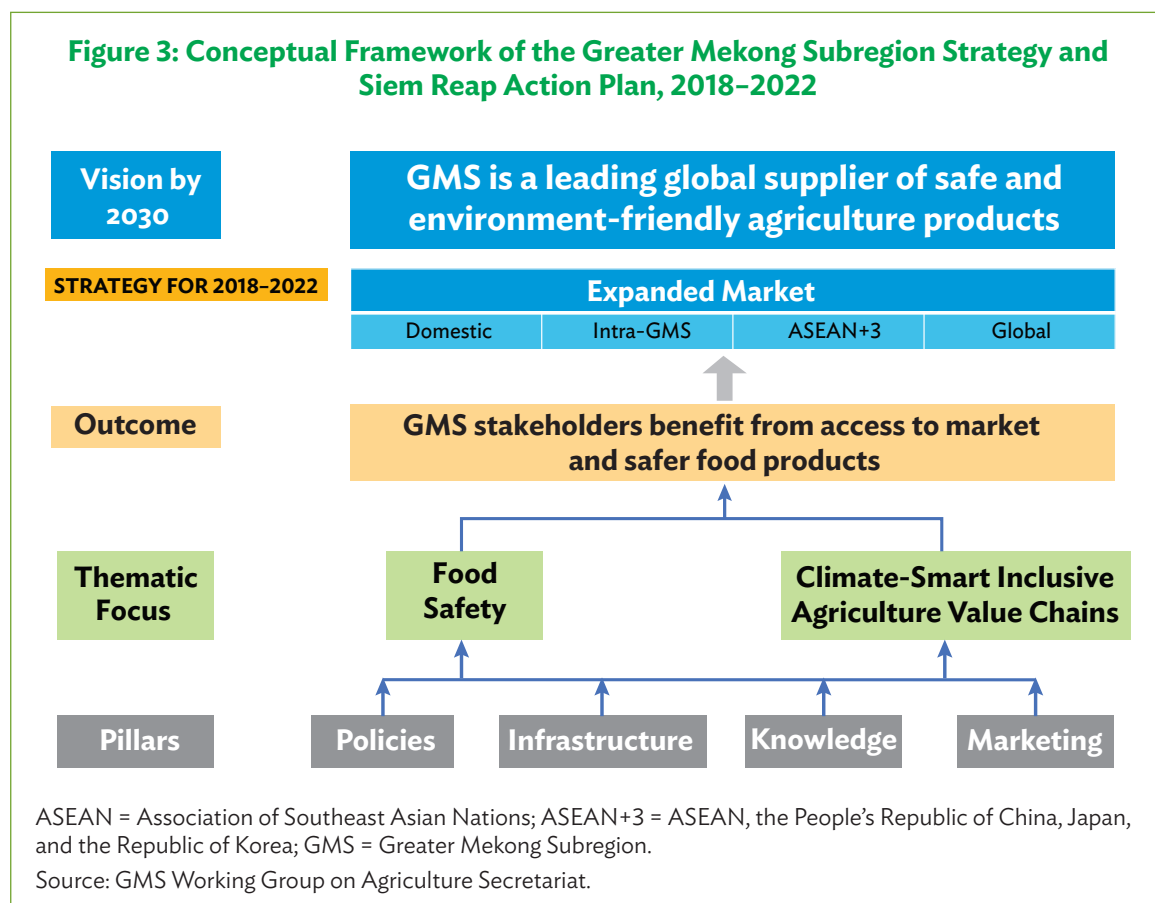 Figure 3: Conceptual Framework of the Greater Mekong Subregion Strategy and
Siem Reap Action Plan, 2018–2022
Vision by
2030
GMS is a leading global supplier of safe and
environment-friendly agriculture products
STRATEGY FOR 2018–2022
Expanded Market
Domestic
Intra-GMS
ASEAN+3
Global
Outcome
GMS stakeholders benefit from access to market
and safer food products
Thematic
Focus
Food
Safety
Climate-Smart Inclusive
Agriculture Value Chains
Pillars
Policies
Infrastructure
Knowledge
Marketing
ASEAN = Association of Southeast Asian Nations; ASEAN+3 = ASEAN, the People’s Republic of China, Japan,
and the Republic of Korea; GMS = Greater Mekong Subregion.
Source: GMS Working Group on Agriculture Secretariat.